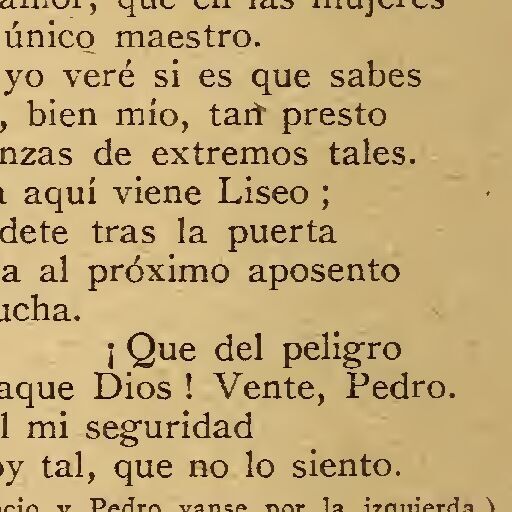 amor, que en las mujeres
único maestro.
yo veré si es que sabes
, bien mío, tan presto
nzas de extremos tales.
a aquí viene Liseo ;
dete tras la puerta
a al próximo aposento
ucha.
¡ Que del peligro
aque Dios ! Vente, Pedro.
l mi seguridad
oy tal, que no lo siento.
cio y Pedro vanse por la izquierda.)